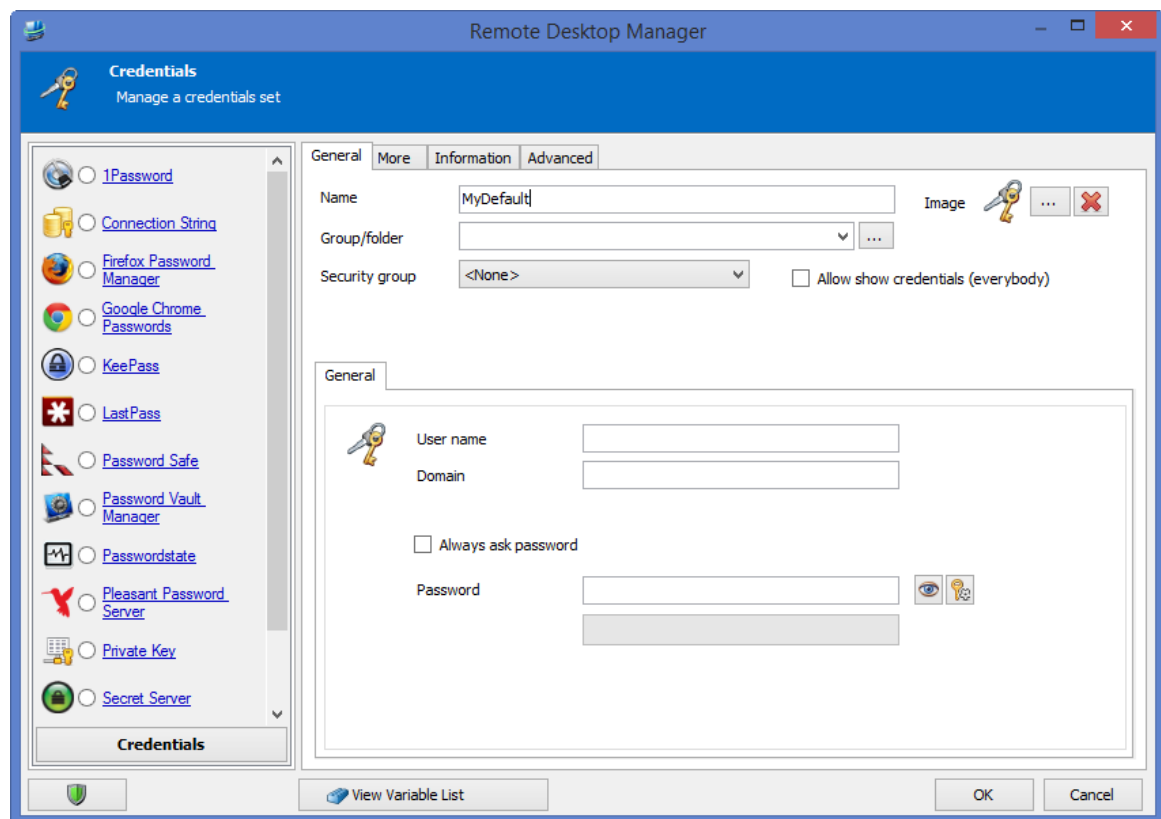 Remote Desktop Manager
Credentials
Manage a credentials set
1Password
Connection String
Firefox Password
Manager
Google Chrome
Passwords
KeePass
LastPass
Password Safe
Password Vault
Manager
Passwordstate
Pleasant Password
Server
Private Key
Secret Server
Credentials
General More Information Advanced
Name MyDefault Image ...
Group/folder ...
Security group <None> Allow show credentials (everybody)
General
User name
Domain
Always ask password
Password
View Variable List OK Cancel